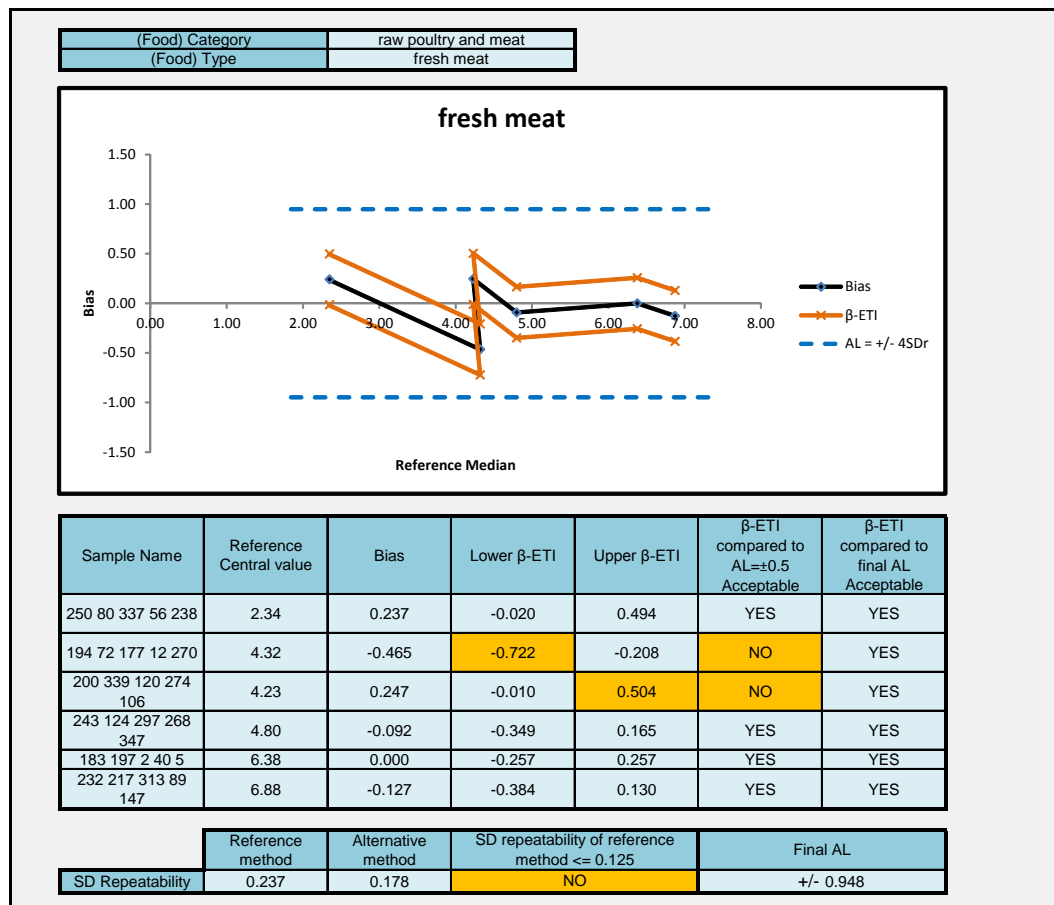 (Food) Category raw poultry and meat
(Food) Type fresh meat
fresh meat
1.50
1.00
0.50
0.00
-0.50
-1.00
-1.50
0.00 1.00 2.00 3.00 4.00 5.00 6.00 7.00 8.00
Bias
Reference Median
Bias
β-ETI
AL = +/- 4SDr
Sample Name Reference Central value Bias Lower β-ETI Upper β-ETI β-ETI compared to AL=±0.5 Acceptable β-ETI compared to final AL Acceptable
250 80 337 56 238 2.34 0.237 -0.020 0.494 YES YES
194 72 177 12 270 4.32 -0.465 -0.722 -0.208 NO YES
200 339 120 274
106 4.23 0.247 -0.010 0.504 NO YES
243 124 297 268
347 4.80 -0.092 -0.349 0.165 YES YES
183 197 2 40 5 6.38 0.000 -0.257 0.257 YES YES
232 217 313 89
147 6.88 -0.127 -0.384 0.130 YES YES
Reference method Alternative method SD repeatability of reference method <= 0.125 Final AL
SD Repeatability 0.237 0.178 NO +/- 0.948